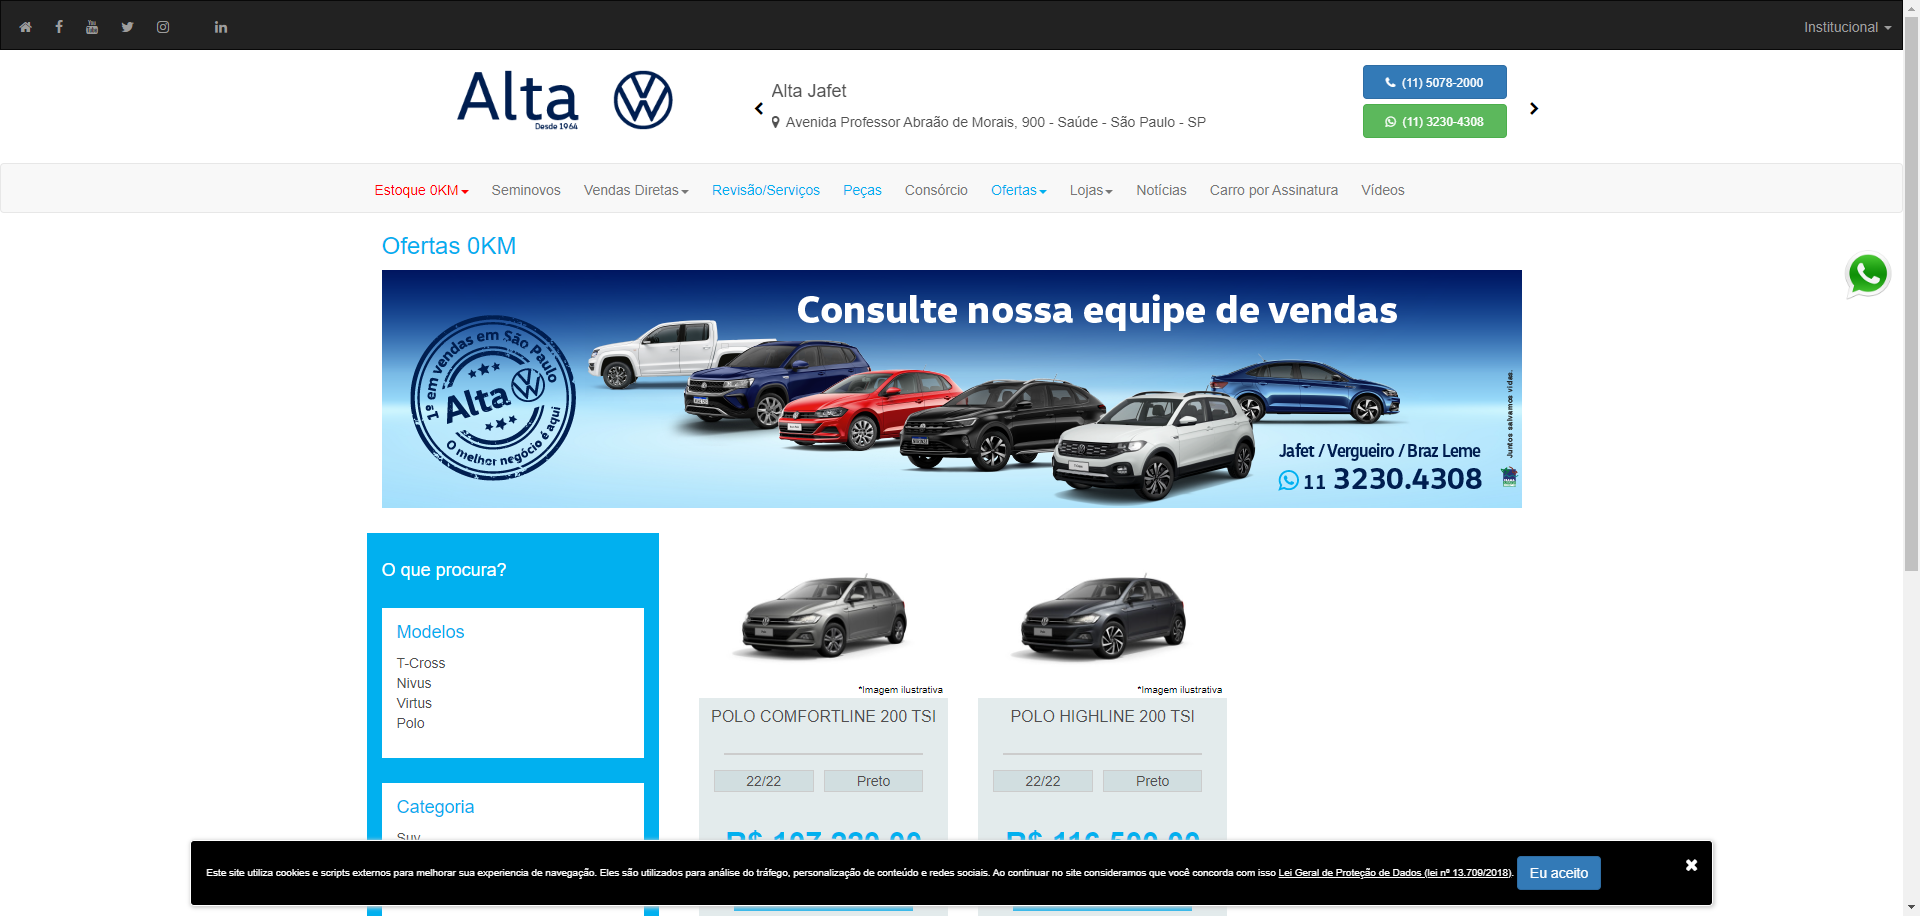 Institucional
Alta
Desde 1964
Alta Jafet
Avenida Professor Abraão de Morais, 900 - Saúde - São Paulo - SP
(11) 5078-2000
(11) 3230-4308
Estoque 0KM
Seminovos
Vendas Diretas
Revisão/Serviços
Peças
Consórcio
Ofertas
Lojas
Notícias
Carro por Assinatura
Vídeos
Ofertas 0KM
Consulte nossa equipe de vendas
1ª em vendas em São Paulo
Alta
O melhor negócio é aqui
Juntos salvamos vidas.
Jafet / Vergueiro / Braz Leme
11 3230.4308
O que procura?
Modelos
T-Cross
Nivus
Virtus
Polo
Categoria
Suv
*Imagem ilustrativa
POLO COMFORTLINE 200 TSI
22/22
Preto
*Imagem ilustrativa
POLO HIGHLINE 200 TSI
22/22
Preto
Este site utiliza cookies e scripts externos para melhorar sua experiencia de navegação. Eles são utilizados para análise do tráfego, personalização de conteúdo e redes sociais. Ao continuar no site consideramos que você concorda com isso Lei Geral de Proteção de Dados (lei nº 13.709/2018).
Eu aceito